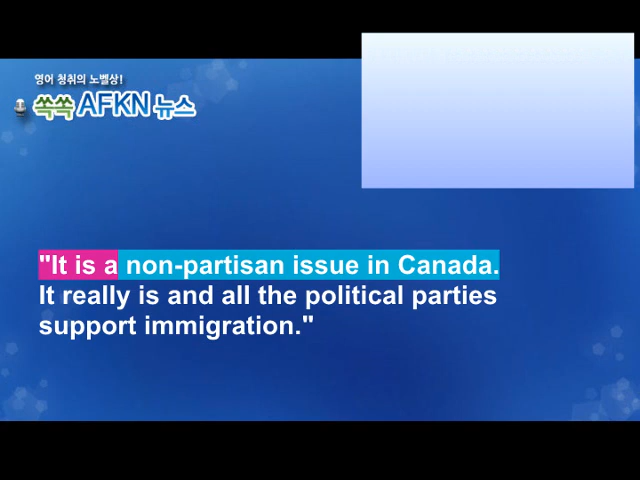 영어 청취의 노벨상!
쏙쏙 AFKN 뉴스
"It is a non-partisan issue in Canada.
It really is and all the political parties
support immigration."